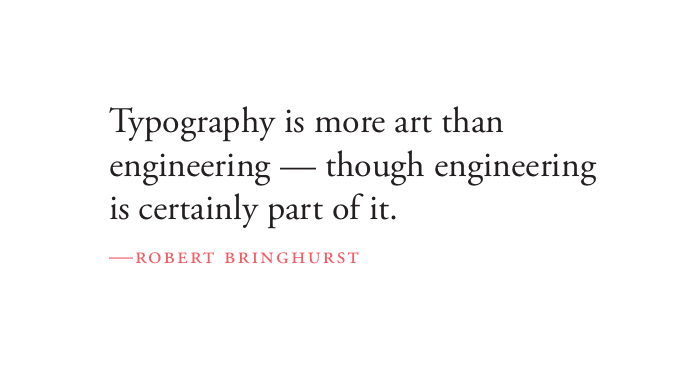 Typography is more art than
engineering — though engineering
is certainly part of it.
—ROBERT BRINGHURST